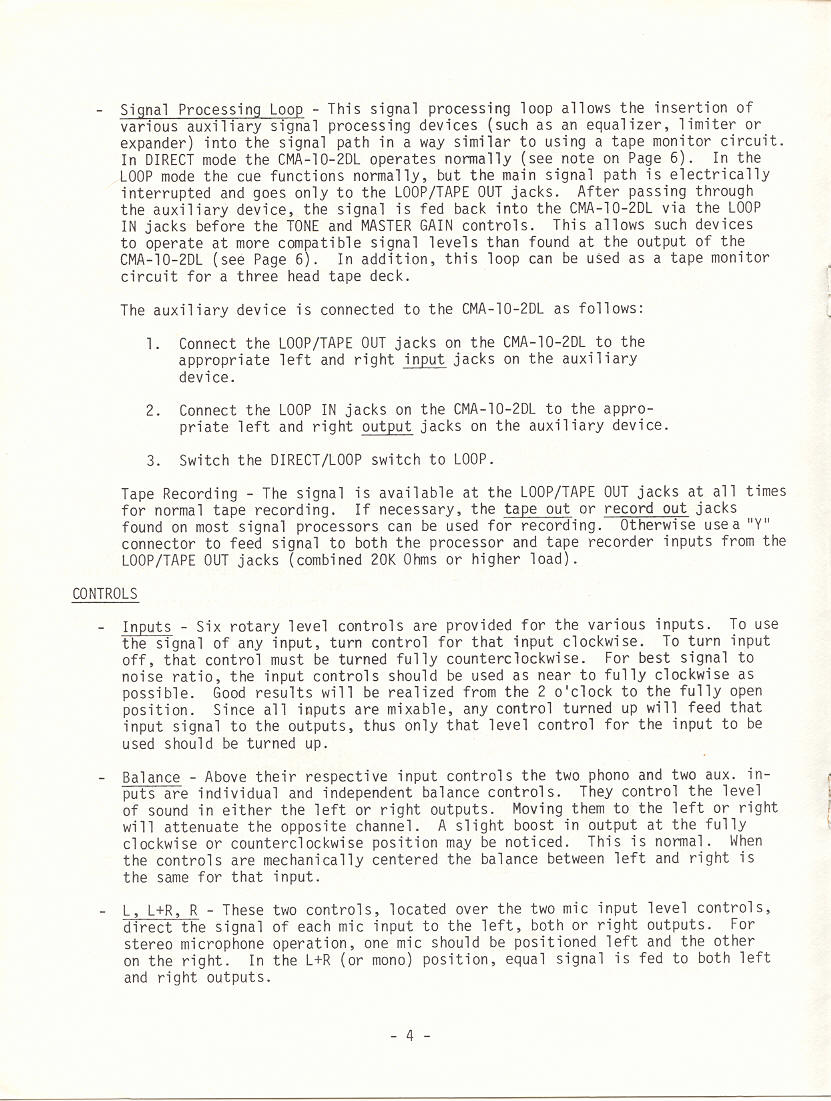 - Signal Processing Loop - This signal processing loop allows the insertion of
various auxiliary signal processing devices (such as an equalizer, limiter or
expander) into the signal path in a way similar to using a tape monitor circuit.
In DIRECT mode the CMA-10-2DL operates normally (see note on Page 6). In the
LOOP mode the cue functions normally, but the main signal path is electrically
interrupted and goes only to the LOOP/TAPE OUT jacks. After passing through
the auxiliary device, the signal is fed back into the CMA-10-2DL via the LOOP
IN jacks before the TONE and MASTER GAIN controls. This allows such devices
to operate at more compatible signal levels than found at the output of the
CMA-10-2DL (see Page 6). In addition, this loop can be used as a tape monitor
circuit for a three head tape deck.
The auxiliary device is connected to the CMA-10-2DL as follows:
1. Connect the LOOP/TAPE OUT jacks on the CMA-10-2DL to the
appropriate left and right input jacks on the auxiliary
device.
2. Connect the LOOP IN jacks on the CMA-10-2DL to the appro-
priate left and right output jacks on the auxiliary device.
3. Switch the DIRECT/LOOP switch to LOOP.
Tape Recording - The signal is available at the LOOP/TAPE OUT jacks at all times
for normal tape recording. If necessary, the tape out or record out jacks
found on most signal processors can be used for recording. Otherwise use a "Y"
connector to feed signal to both the processor and tape recorder inputs from the
LOOP/TAPE OUT jacks (combined 20K Ohms or higher load).
CONTROLS
- Inputs - Six rotary level controls are provided for the various inputs. To use
the signal of any input, turn control for that input clockwise. To turn input
off, that control must be turned fully counterclockwise. For best signal to
noise ratio, the input controls should be used as near to fully clockwise as
possible. Good results will be realized from the 2 o'clock to the fully open
position. Since all inputs are mixable, any control turned up will feed that
input signal to the outputs, thus only that level control for the input to be
used should be turned up.
- Balance - Above their respective input controls the two phono and two aux. in-
puts are individual and independent balance controls. They control the level
of sound in either the left or right outputs. Moving them to the left or right
will attenuate the opposite channel. A slight boost in output at the fully
clockwise or counterclockwise position may be noticed. This is normal. When
the controls are mechanically centered the balance between left and right is
the same for that input.
- L, L+R, R - These two controls, located over the two mic input level controls,
direct the signal of each mic input to the left, both or right outputs. For
stereo microphone operation, one mic should be positioned left and the other
on the right. In the L+R (or mono) position, equal signal is fed to both left
and right outputs.
- 4 -